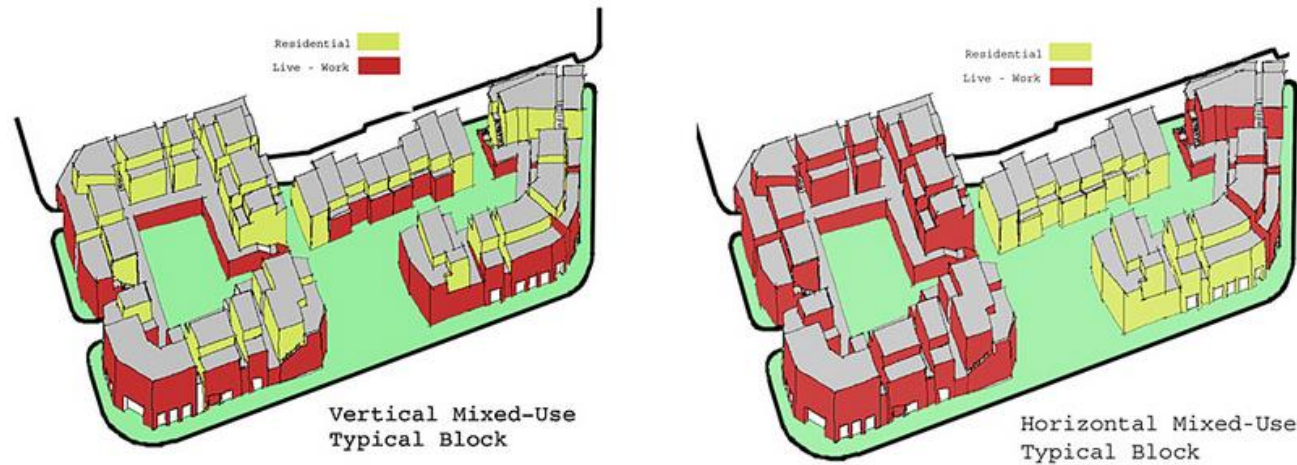 Residential
Live - Work
Vertical Mixed-Use
Typical Block
Residential
Live - Work
Horizontal Mixed-Use
Typical Block